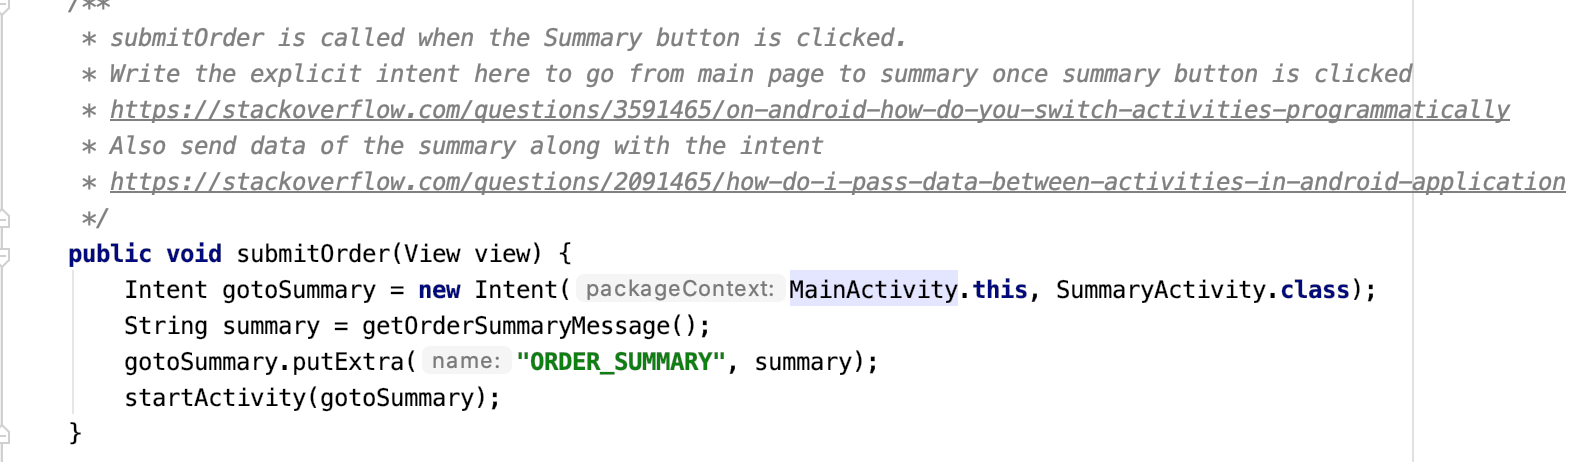 /**
* submitOrder is called when the Summary button is clicked.
* Write the explicit intent here to go from main page to summary once summary button is clicked
* https://stackoverflow.com/questions/3591465/on-android-how-do-you-switch-activities-programmatically
* Also send data of the summary along with the intent
* https://stackoverflow.com/questions/2091465/how-do-i-pass-data-between-activities-in-android-application
*/
public void submitOrder(View view) {
Intent gotoSummary = new Intent( packageContext: MainActivity.this, SummaryActivity.class);
String summary = getOrderSummaryMessage();
gotoSummary.putExtra( name: "ORDER_SUMMARY", summary);
startActivity(gotoSummary);
}